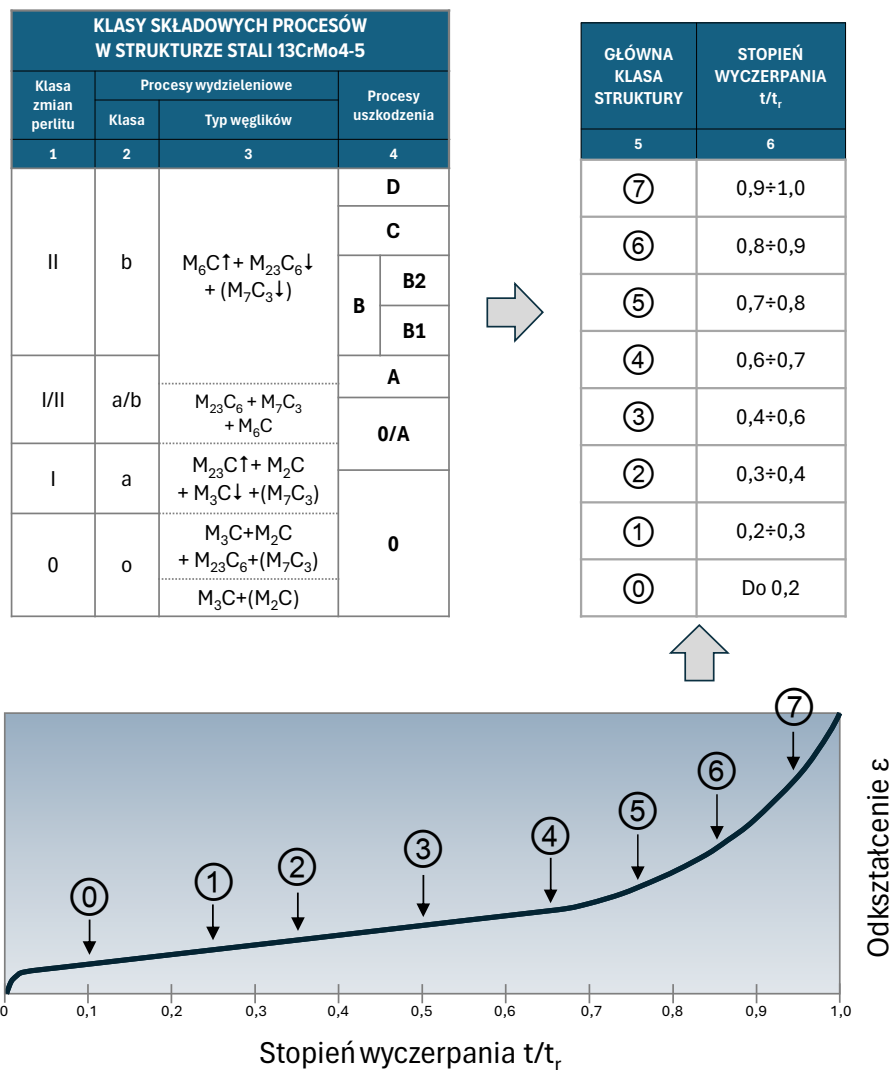 KLASY SKŁADOWYCH PROCESÓW
W STRUKTURZE STALI 13CrMo4-5
Klasa
zmian
perlitu
Procesy wydzieleniowe
Klasa
Typ węglików
Procesy
uszkodzenia
1
2
3
4
II
b
M₆C↑+ M₂₃C₆↓
+ (M₇C₃↓)
D
C
B
B2
B1
A
I/II
a/b
M₂₃C₆ + M₇C₃
+ M₆C
0/A
I
a
M₂₃C↑+ M₂C
+ M₃C↓ +(M₇C₃)
0
0
o
M₃C+M₂C
+ M₂₃C₆+(M₇C₃)
M₃C+(M₂C)
GŁÓWNA
KLASA
STRUKTURY
STOPIEŃ
WYCZERPANIA
t/tᵣ
5
6
⑦ 0,9÷1,0
⑥ 0,8÷0,9
⑤ 0,7÷0,8
④ 0,6÷0,7
③ 0,4÷0,6
② 0,3÷0,4
① 0,2÷0,3
⓪ Do 0,2
⓪
①
②
③
④
⑤
⑥
⑦
Odkształcenie ε
0 0,1 0,2 0,3 0,4 0,5 0,6 0,7 0,8 0,9 1,0
Stopień wyczerpania t/tᵣ